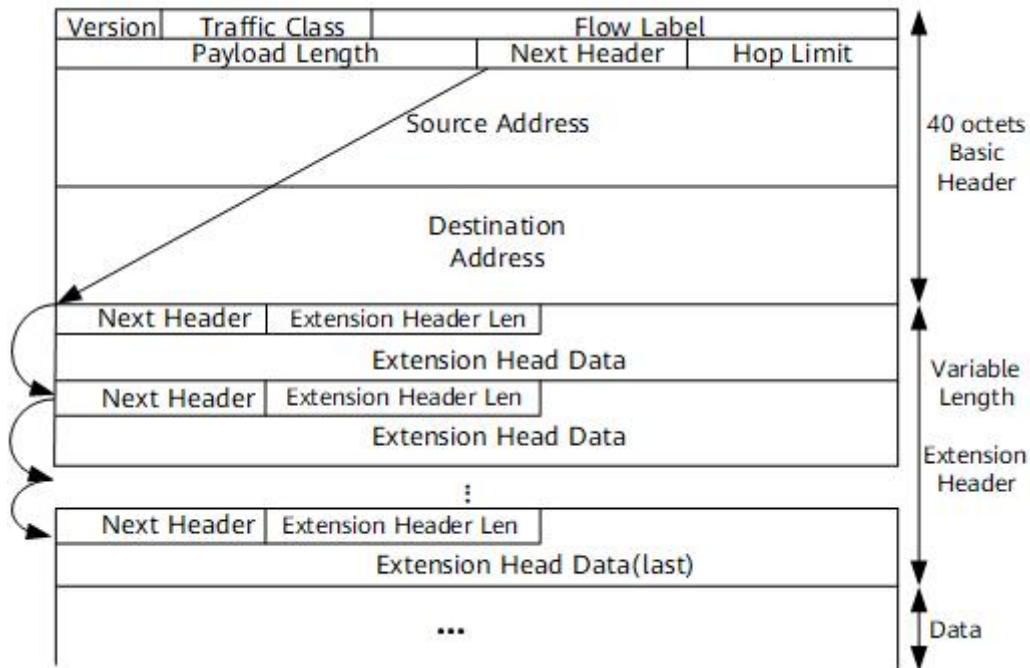 Version Traffic Class Flow Label
Payload Length Next Header Hop Limit
Source Address
40 octets
Basic
Header
Destination
Address
Next Header Extension Header Len
Extension Head Data
Next Header Extension Header Len
Extension Head Data
Variable
Length
Extension
Header
⋮
Next Header Extension Header Len
Extension Head Data(last)
...
Data